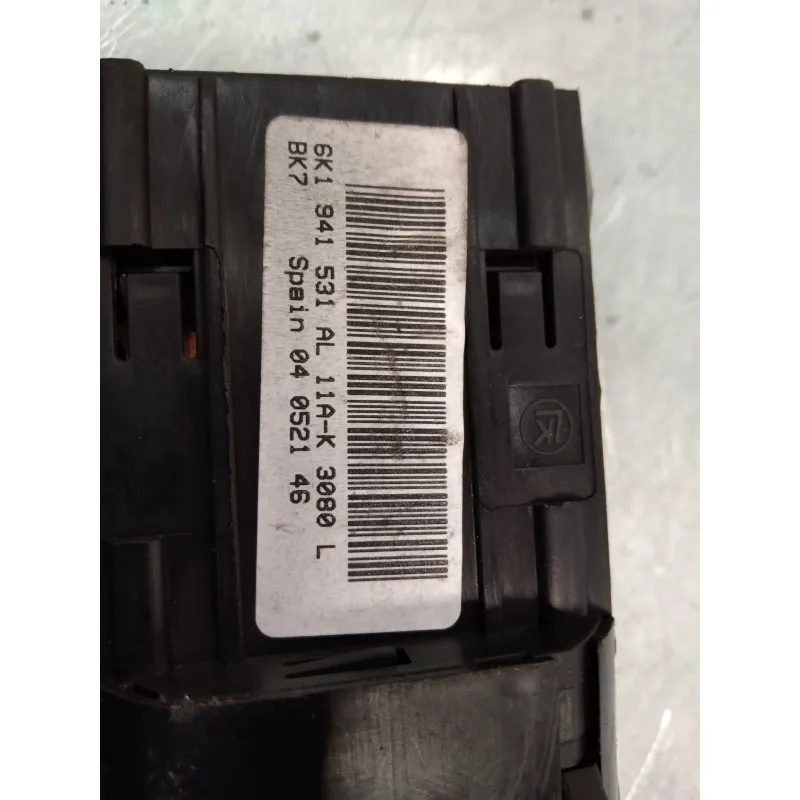 6K1 941 531 AL 11A-K 3080 L
BK7 Spain 04 0521 46